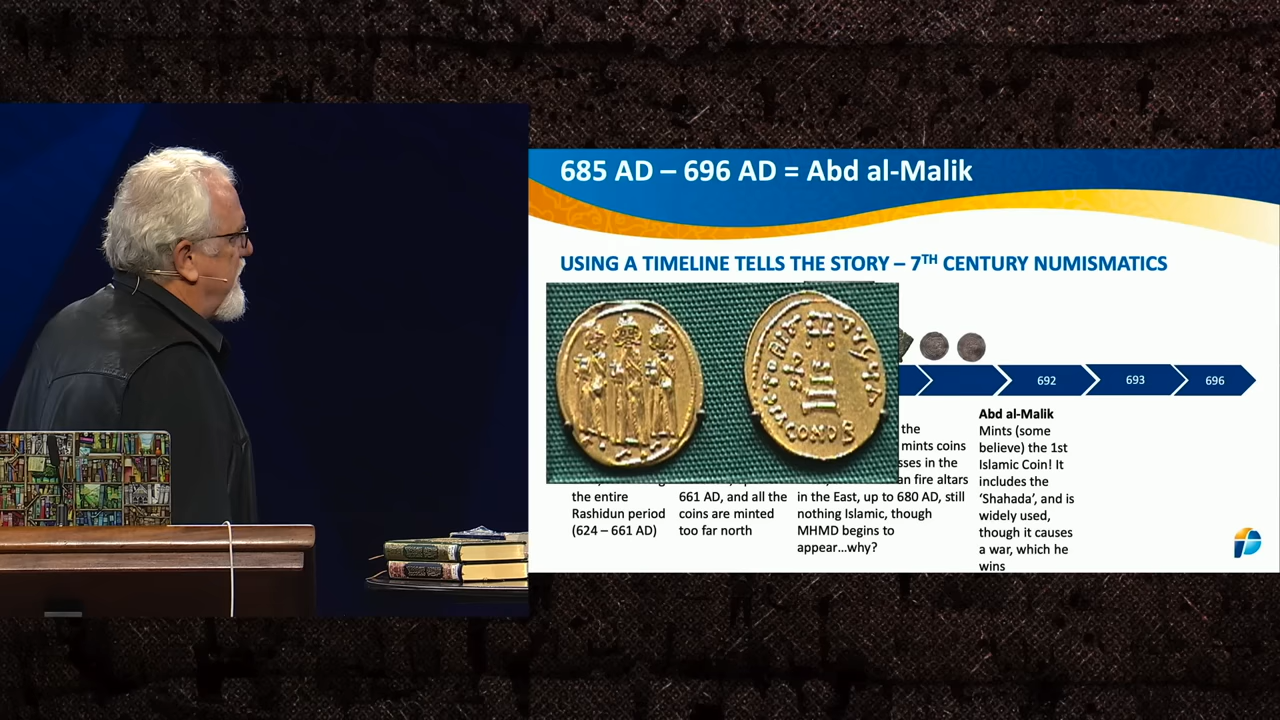 685 AD – 696 AD = Abd al-Malik
USING A TIMELINE TELLS THE STORY – 7TH CENTURY NUMISMATICS
692
693
696
the entire
Rashidun period
(624 – 661 AD)
661 AD, and all the
coins are minted
too far north
the
mints coins
in the
fire altars
in the East, up to 680 AD, still
nothing Islamic, though
MHMD begins to
appear...why?
Abd al-Malik
Mints (some
believe) the 1st
Islamic Coin! It
includes the
‘Shahada’, and is
widely used,
though it causes
a war, which he
wins